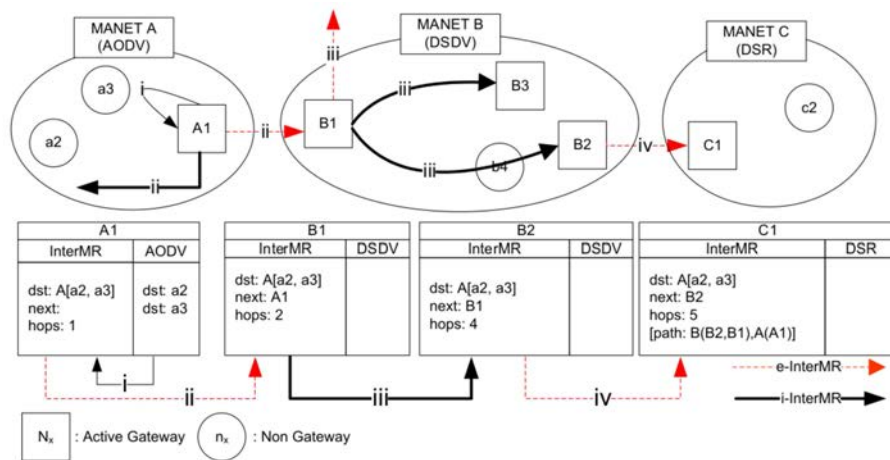 MANET A
(AODV)
MANET B
(DSDV)
MANET C
(DSR)
iii
a3
i
A1
a2
ii
ii
B1
iii
B3
iii
b4
B2
iv
C1
c2
A1
InterMR AODV
dst: A[a2, a3]
next:
hops: 1
dst: a2
dst: a3
B1
InterMR DSDV
dst: A[a2, a3]
next: A1
hops: 2
B2
InterMR DSDV
dst: A[a2, a3]
next: B1
hops: 4
C1
InterMR DSR
dst: A[a2, a3]
next: B2
hops: 5
[path: B(B2,B1),A(A1)]
i
ii
iii
iv
e-InterMR
i-InterMR
Nx : Active Gateway
nx : Non Gateway